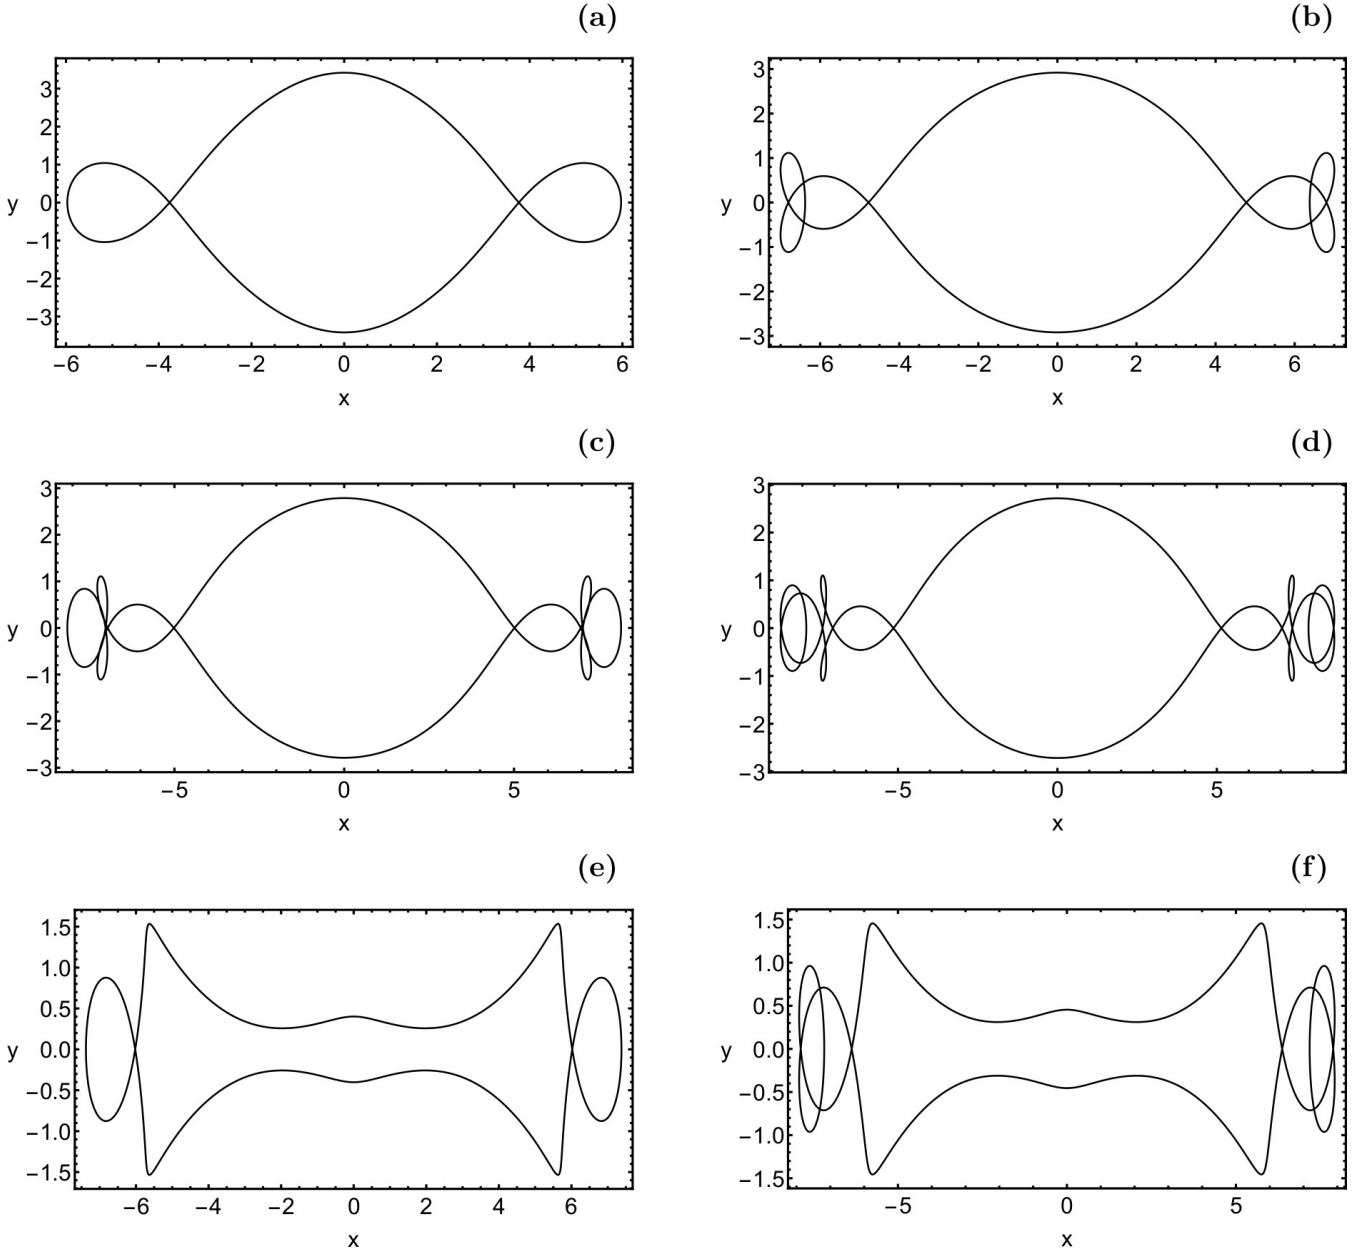 (a) (b)
3 3
2 2
1 1
y 0 y 0
−1 −1
−2 −2
−3 −3
−6 −4 −2 0 2 4 6 −6 −4 −2 0 2 4 6
x x
(c) (d)
3 3
2 2
1 1
y 0 y 0
−1 −1
−2 −2
−3 −3
−5 0 5 −5 0 5
x x
(e) (f)
1.5 1.5
1.0 1.0
0.5 0.5
y 0.0 y 0.0
−0.5 −0.5
−1.0 −1.0
−1.5 −1.5
−6 −4 −2 0 2 4 6 −5 0 5
x x